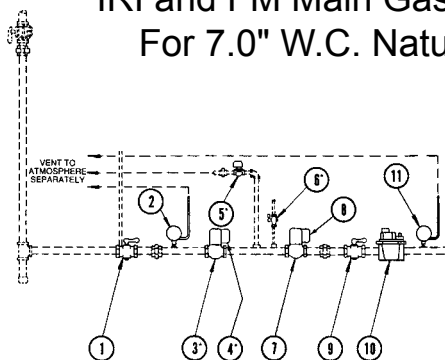 IRI and FM Main Gas
For 7.0" W.C. Natu
VENT TO
ATMOSPHERE
SEPARATELY
11
2
5*
6*
8
1
3*
4*
7
9
10